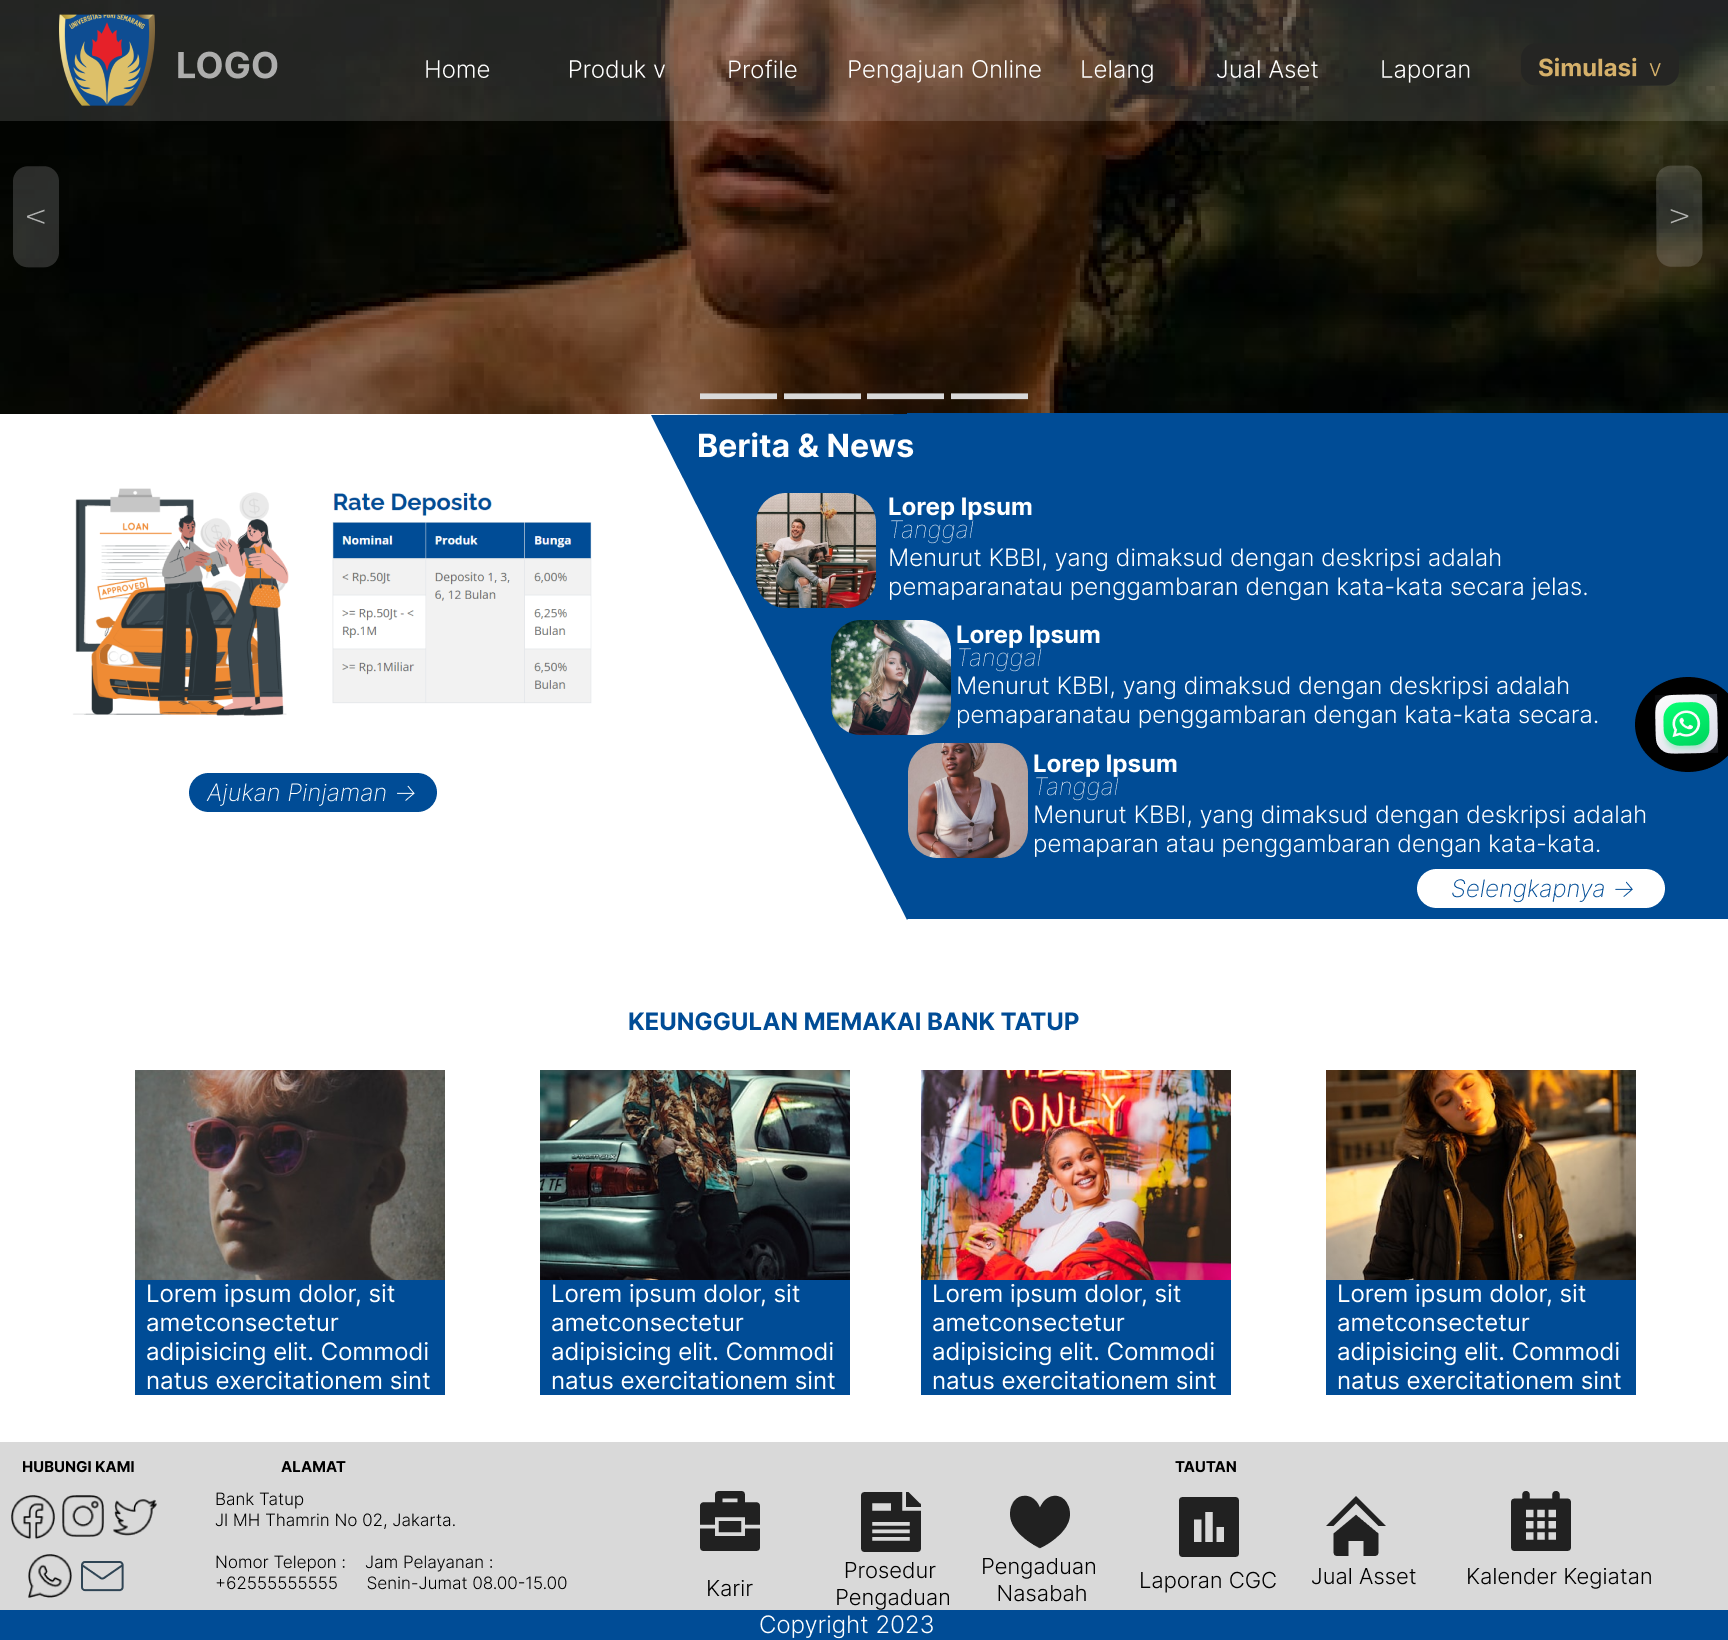 UNIVERSITAS PGRI SEMARANG
LOGO
Home
Produk v
Profile
Pengajuan Online
Lelang
Jual Aset
Laporan
Simulasi v
<
>
Berita & News
LOAN
APPROVED
Rate Deposito
Nominal Produk Bunga
< Rp.50Jt Deposito 1, 3, 6,00%
6, 12 Bulan
>= Rp.50Jt - < 6,25%
Rp.1M Bulan
>= Rp.1Miliar 6,50%
Bulan
Ajukan Pinjaman →
Lorep Ipsum
Tanggal
Menurut KBBI, yang dimaksud dengan deskripsi adalah
pemaparanatau penggambaran dengan kata-kata secara jelas.
Lorep Ipsum
Tanggal
Menurut KBBI, yang dimaksud dengan deskripsi adalah
pemaparanatau penggambaran dengan kata-kata secara.
Lorep Ipsum
Tanggal
Menurut KBBI, yang dimaksud dengan deskripsi adalah
pemaparan atau penggambaran dengan kata-kata.
Selengkapnya →
KEUNGGULAN MEMAKAI BANK TATUP
ONLY
Lorem ipsum dolor, sit
ametconsectetur
adipisicing elit. Commodi
natus exercitationem sint
Lorem ipsum dolor, sit
ametconsectetur
adipisicing elit. Commodi
natus exercitationem sint
Lorem ipsum dolor, sit
ametconsectetur
adipisicing elit. Commodi
natus exercitationem sint
Lorem ipsum dolor, sit
ametconsectetur
adipisicing elit. Commodi
natus exercitationem sint
HUBUNGI KAMI
ALAMAT
Bank Tatup
Jl MH Thamrin No 02, Jakarta.
Nomor Telepon : Jam Pelayanan :
+62555555555 Senin-Jumat 08.00-15.00
TAUTAN
Karir
Prosedur
Pengaduan
Pengaduan
Nasabah
Laporan CGC
Jual Asset
Kalender Kegiatan
Copyright 2023